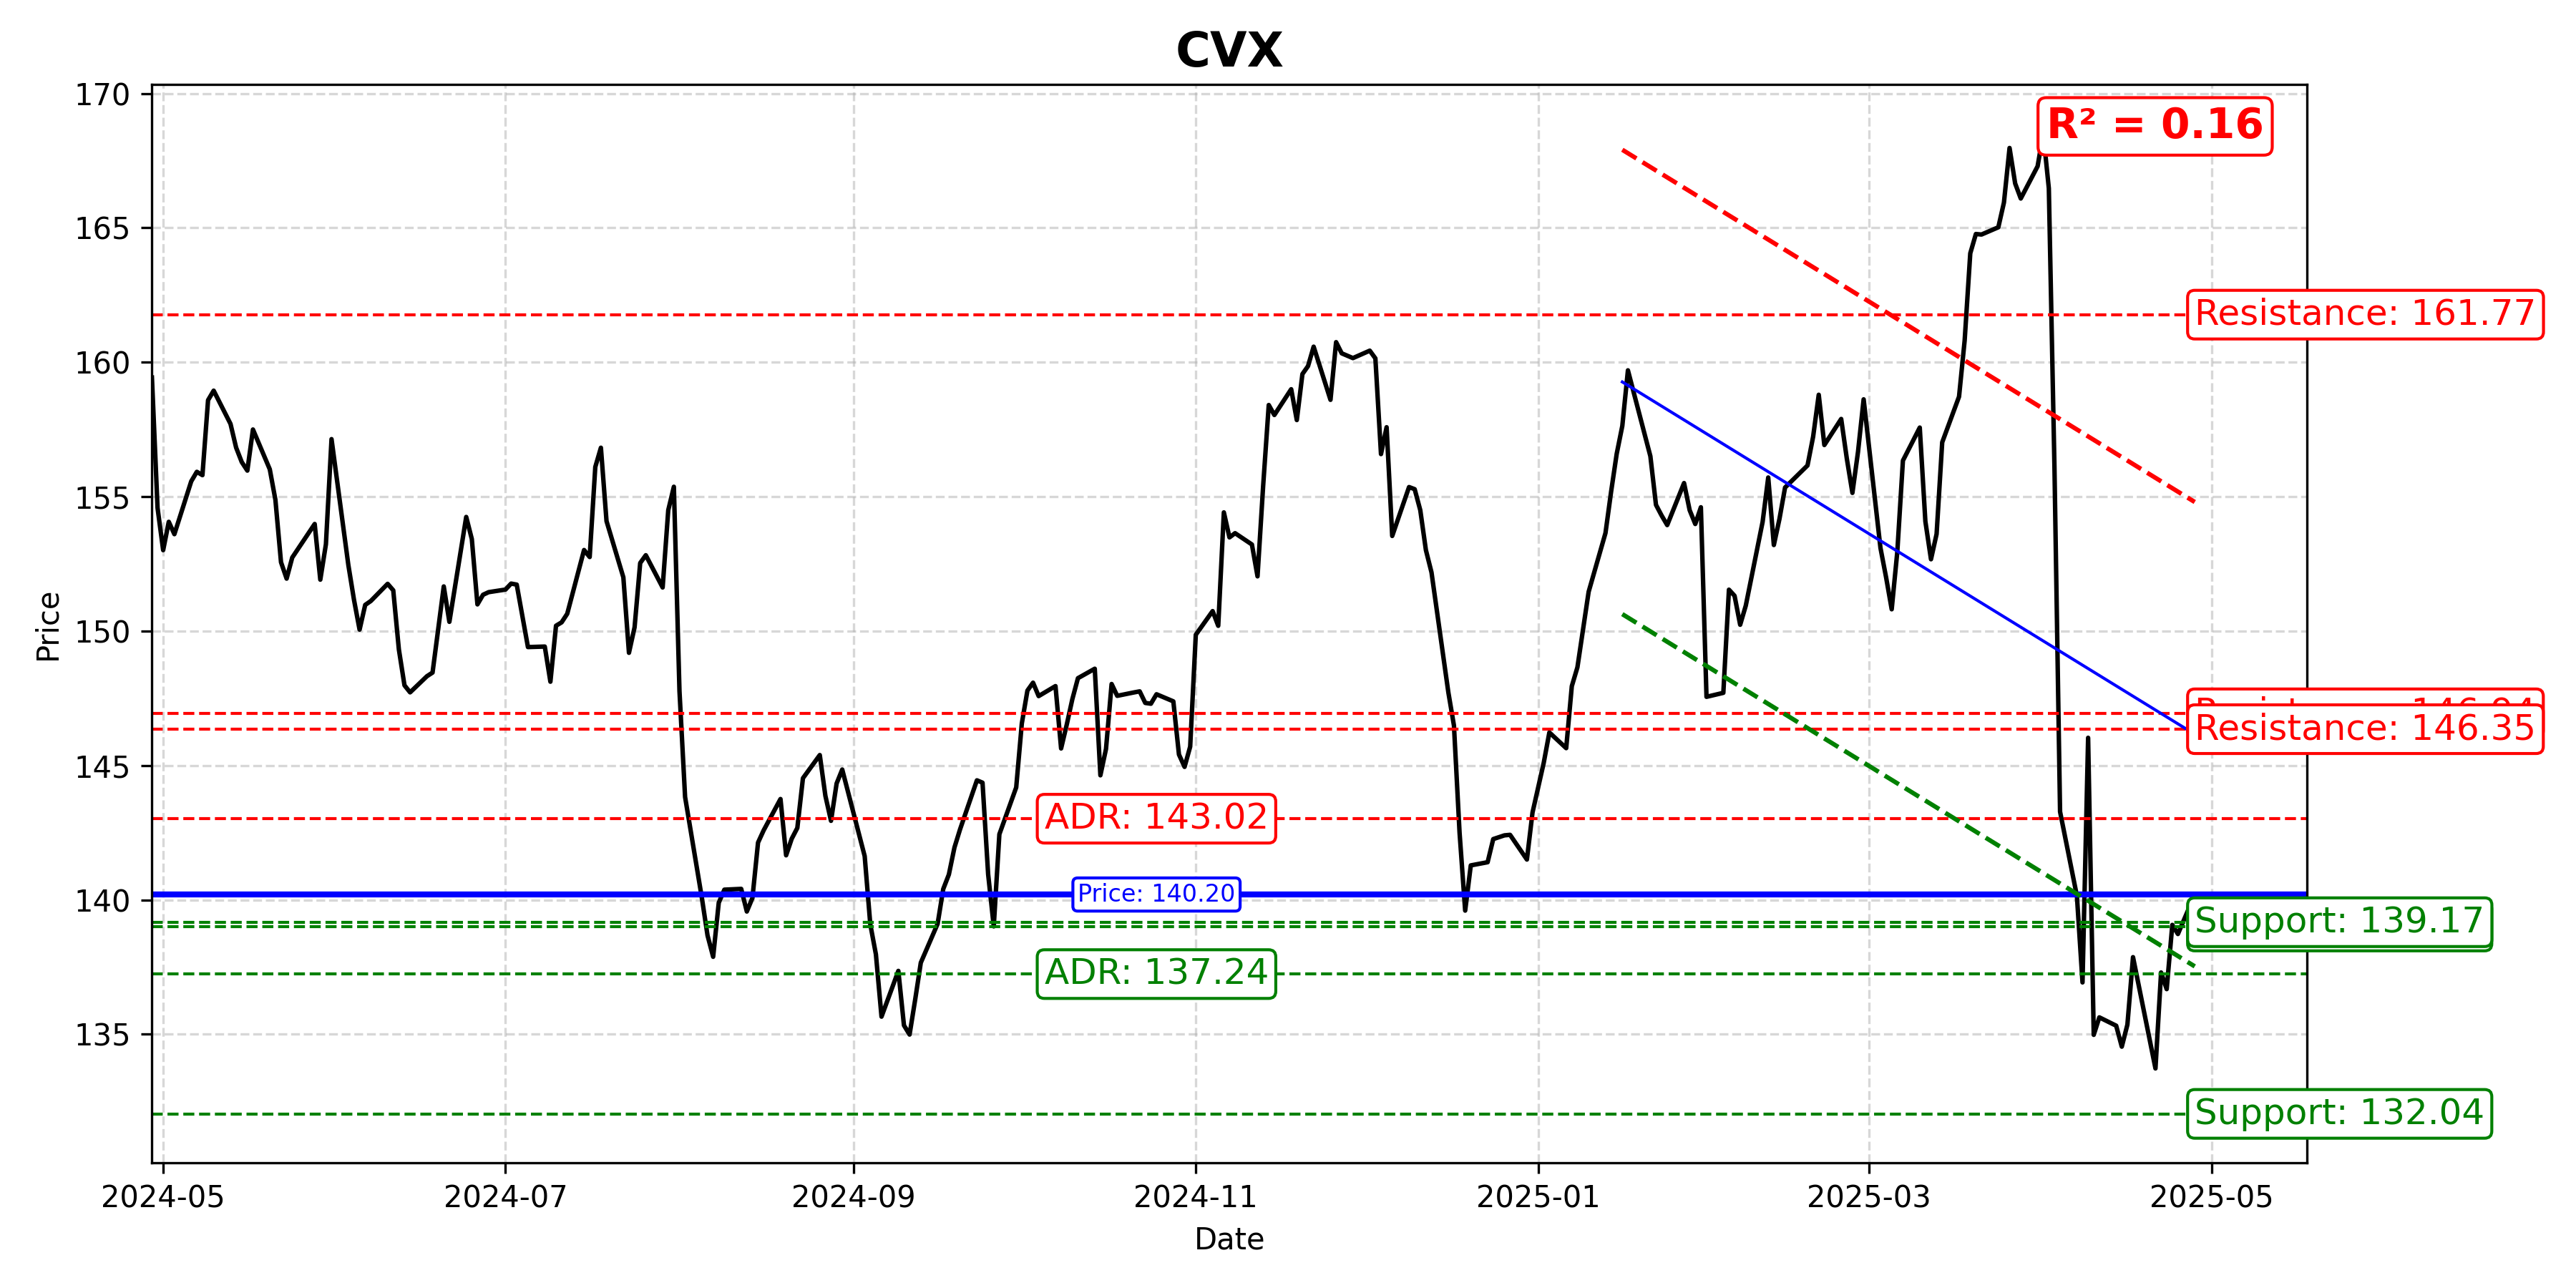 CVX
R² = 0.16
170
165
160
155
150
145
140
135
Price
Resistance: 161.77
Resistance: 146.35
ADR: 143.02
Price: 140.20
Support: 139.17
ADR: 137.24
Support: 132.04
2024-05
2024-07
2024-09
2024-11
2025-01
2025-03
2025-05
Date